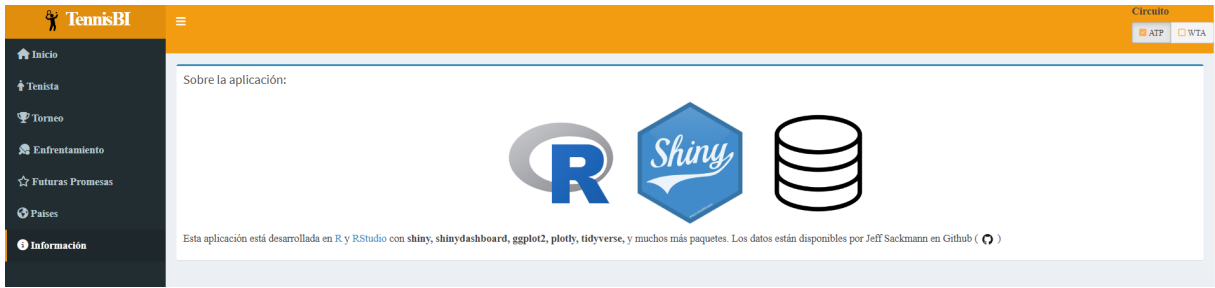 TennisBI
Circuito
ATP WTA
Inicio
Tenista
Torneo
Enfrentamiento
Futuras Promesas
Países
Información
Sobre la aplicación:
R
Shiny
Esta aplicación está desarrollada en R y RStudio con shiny, shinydashboard, ggplot2, plotly, tidyverse, y muchos más paquetes. Los datos están disponibles por Jeff Sackmann en Github ( )